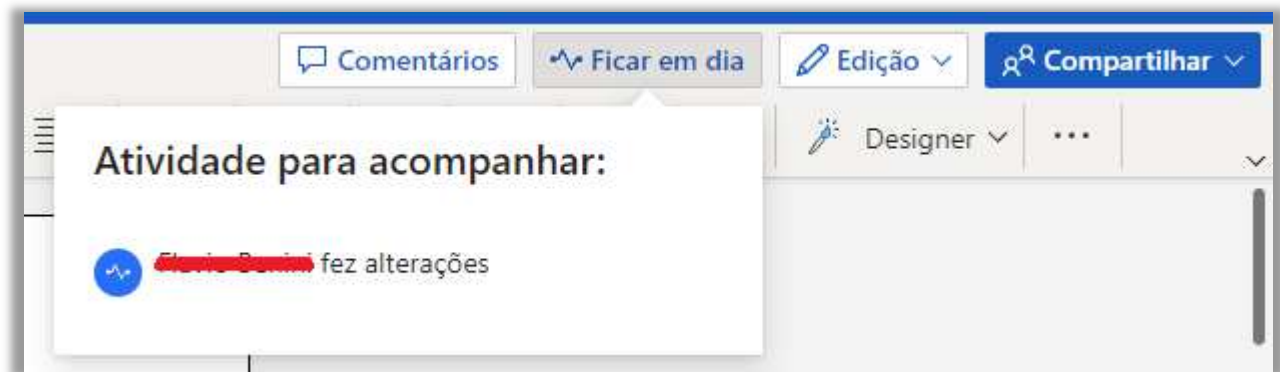 Comentários
Ficar em dia
Edição
Compartilhar
Designer
Atividade para acompanhar:
fez alterações